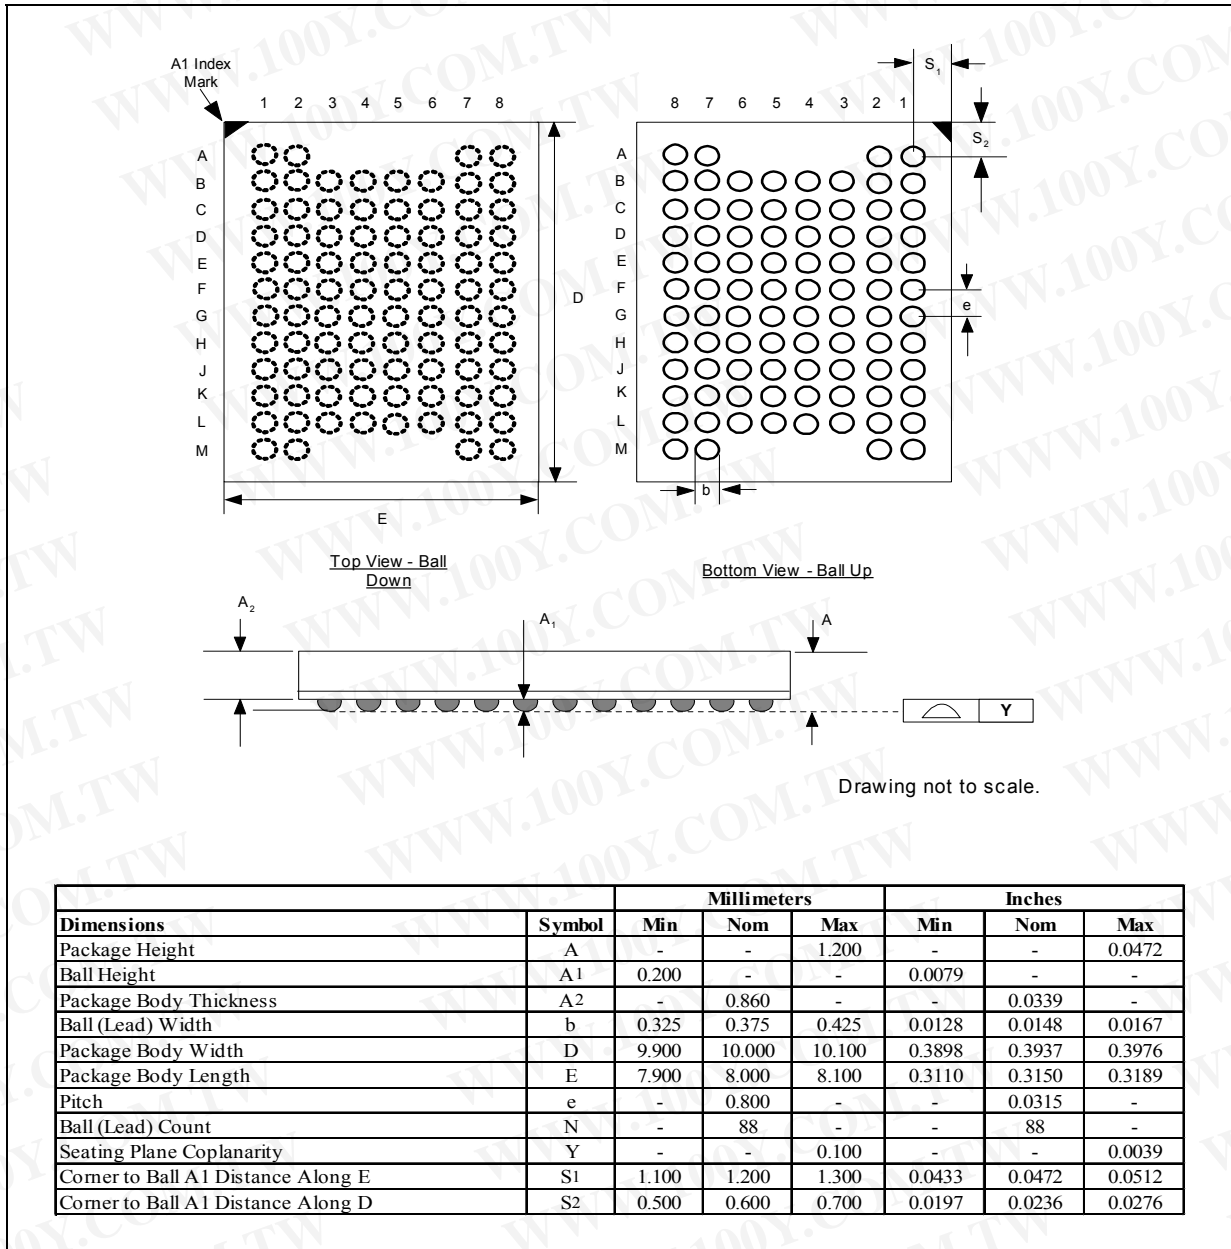 A1 Index
Mark
1 2 3 4 5 6 7 8
8 7 6 5 4 3 2 1
S1
S2
A
B
C
D
E
F
G
H
J
K
L
M
D
E
A
B
C
D
E
F
G
H
J
K
L
M
e
b
Top View - Ball
Down
Bottom View - Ball Up
A2
A1
A
Y
Drawing not to scale.
Millimeters Inches
Dimensions Symbol Min Nom Max Min Nom Max
Package Height A - - 1.200 - - 0.0472
Ball Height A1 0.200 - - 0.0079 - -
Package Body Thickness A2 - 0.860 - - 0.0339 -
Ball (Lead) Width b 0.325 0.375 0.425 0.0128 0.0148 0.0167
Package Body Width D 9.900 10.000 10.100 0.3898 0.3937 0.3976
Package Body Length E 7.900 8.000 8.100 0.3110 0.3150 0.3189
Pitch e - 0.800 - - 0.0315 -
Ball (Lead) Count N - 88 - - 88 -
Seating Plane Coplanarity Y - - 0.100 - - 0.0039
Corner to Ball A1 Distance Along E S1 1.100 1.200 1.300 0.0433 0.0472 0.0512
Corner to Ball A1 Distance Along D S2 0.500 0.600 0.700 0.0197 0.0236 0.0276
WWW.100Y.COM.TW